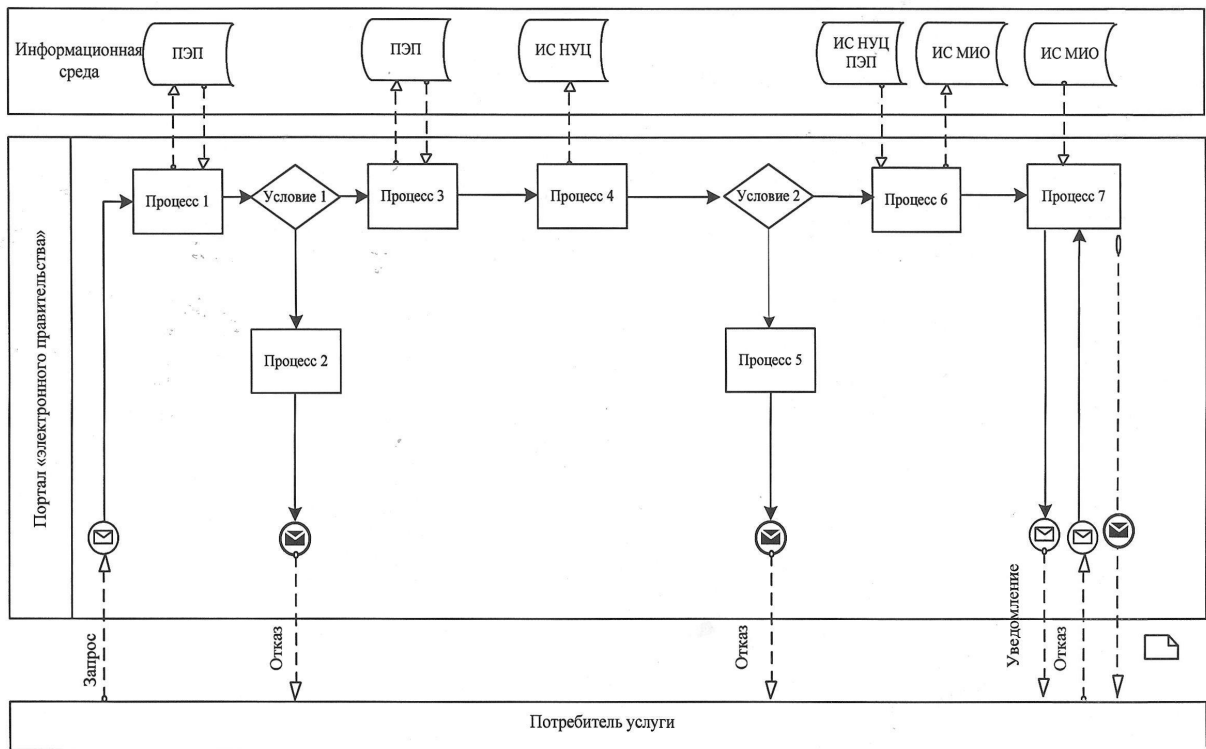 Информационная
среда
ПЭП
ПЭП
ИС НУЦ
ИС НУЦ
ПЭП
ИС МИО
ИС МИО
Портал «электронного правительства»
Процесс 1
Условие 1
Процесс 3
Процесс 4
Условие 2
Процесс 6
Процесс 7
Процесс 2
Процесс 5
Запрос
Отказ
Отказ
Уведомление
Отказ
Потребитель услуги